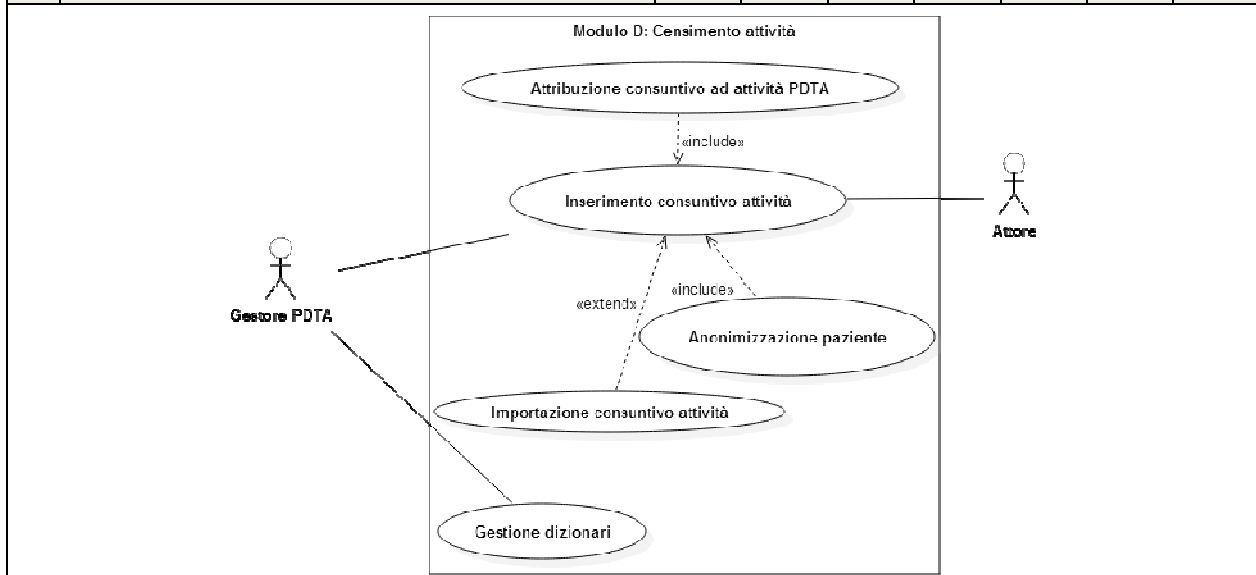 Modulo D: Censimento attività
Attribuzione consuntivo ad attività PDTA
«include»
Inserimento consuntivo attività
Attore
Gestore PDTA
«extend»
«include»
Anonimizzazione paziente
Importazione consuntivo attività
Gestione dizionari